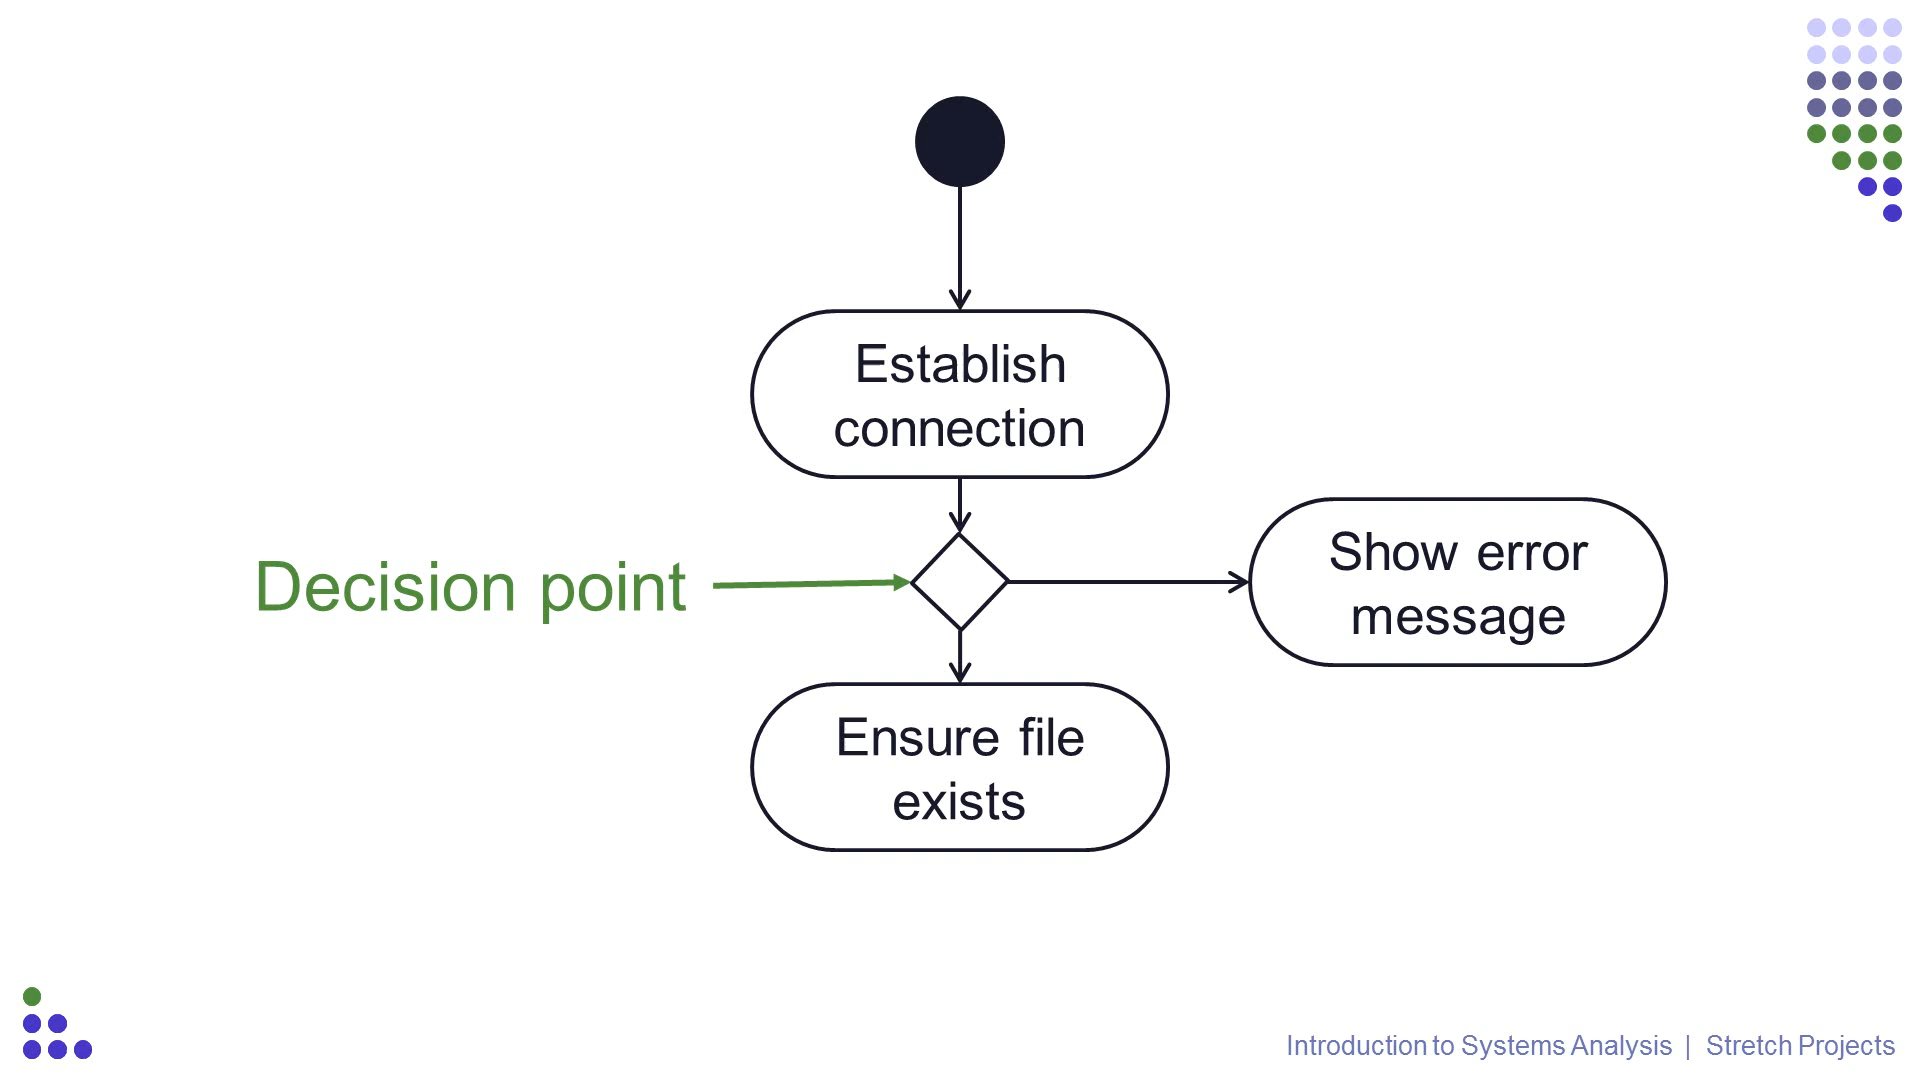 Establish
connection
Decision point
Show error
message
Ensure file
exists
Introduction to Systems Analysis | Stretch Projects